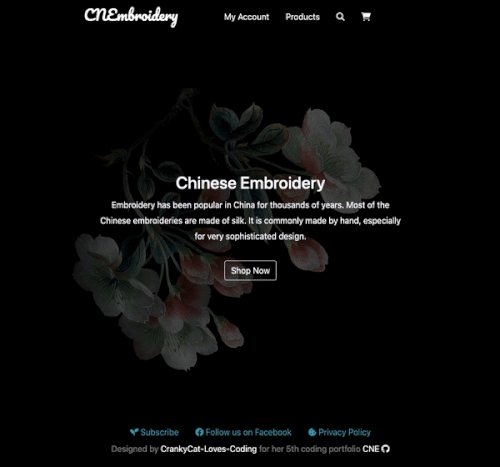 CNEmbroidery My Account Products
Chinese Embroidery
Embroidery has been popular in China for thousands of years. Most of the
Chinese embroideries are made of silk. It is commonly made by hand, especially
for very sophisticated design.
Shop Now
Subscribe Follow us on Facebook Privacy Policy
Designed by CrankyCat-Loves-Coding for her 5th coding portfolio CNE